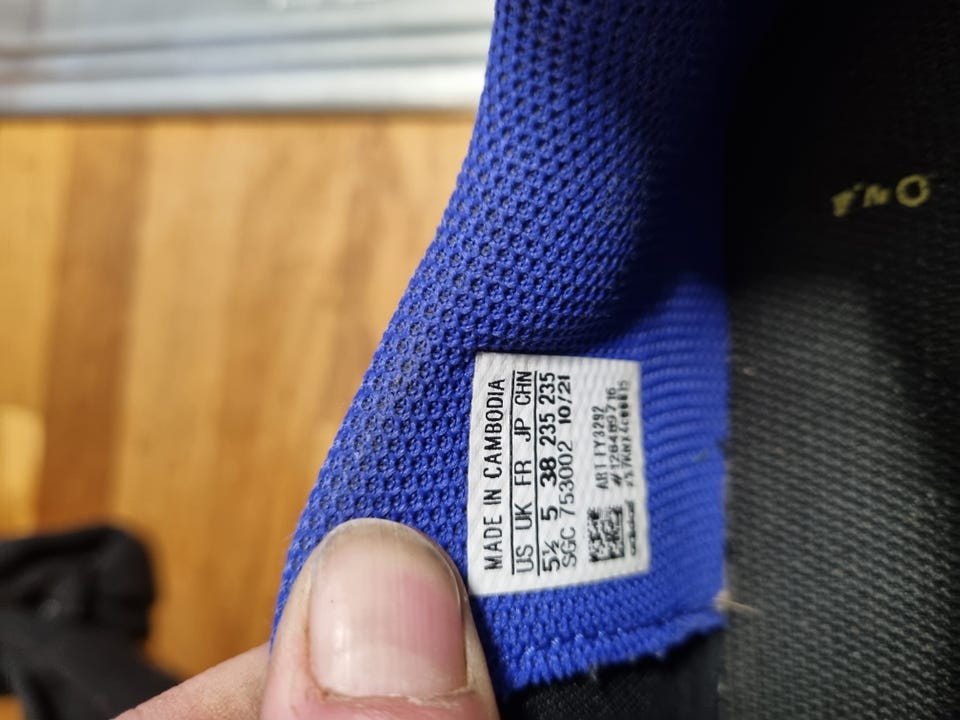 MADE IN CAMBODIA
US UK FR JP CHN
5½ 5 38 235 235
SGC 753002 10/21
ART IY3292